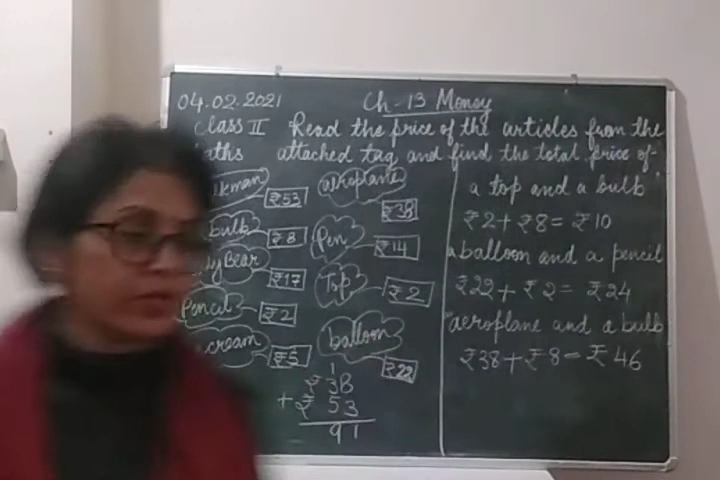 04.02.2021
Ch-13 Money
Class II Read the price of the articles from the
attached tag and find the total price of-
₹53
aeroplane
₹38
bulb
₹8
Pen
₹14
Bear
₹17
Top
₹2
Pencil
₹2
cream
₹5
balloon
₹22
1
₹ 38
+ ₹ 53
91
a top and a bulb
₹2 + ₹8 = ₹10
a balloon and a pencil
₹22 + ₹2 = ₹24
aeroplane and a bulb
₹38 + ₹8 = ₹46